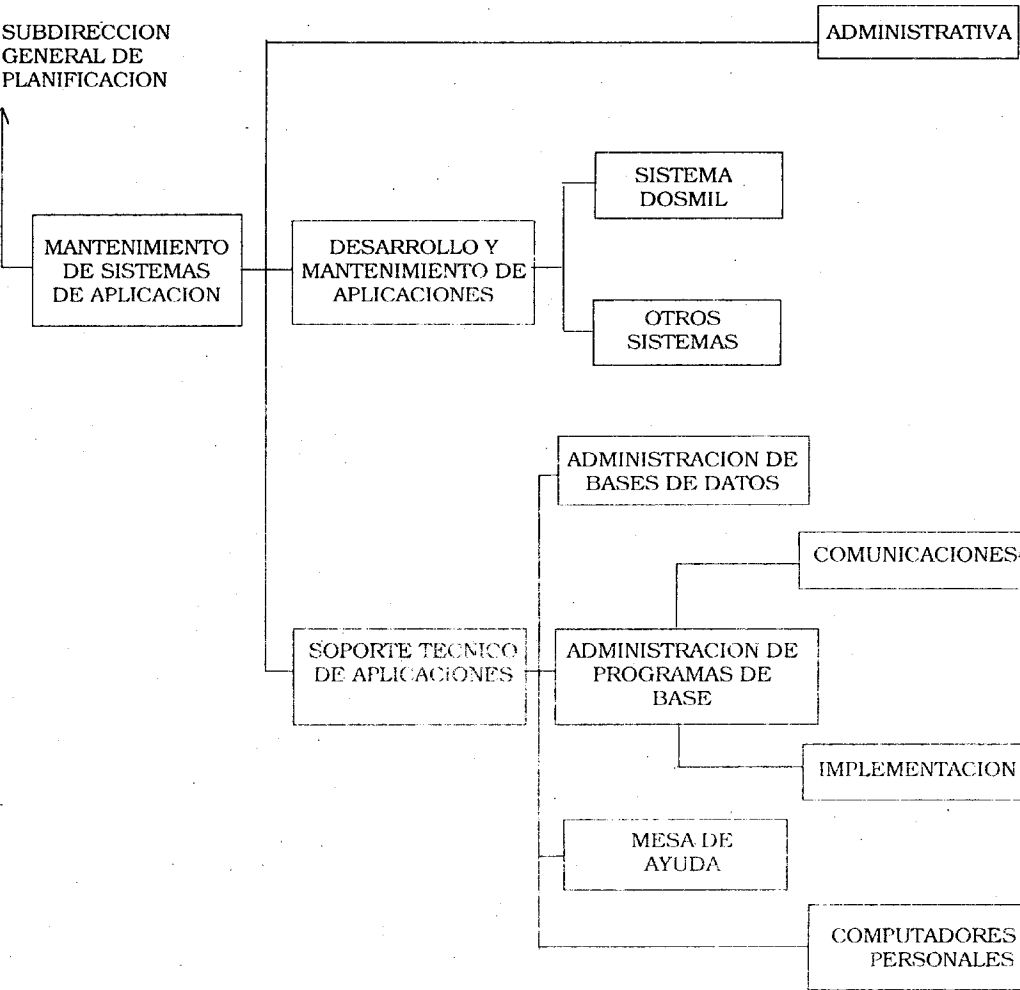 SUBDIRECCION
GENERAL DE
PLANIFICACION
ADMINISTRATIVA
SISTEMA
DOSMIL
MANTENIMIENTO
DE SISTEMAS
DE APLICACION
DESARROLLO Y
MANTENIMIENTO DE
APLICACIONES
OTROS
SISTEMAS
ADMINISTRACION DE
BASES DE DATOS
COMUNICACIONES
SOPORTE TECNICO
DE APLICACIONES
ADMINISTRACION DE
PROGRAMAS DE
BASE
IMPLEMENTACION
MESA DE
AYUDA
COMPUTADORES
PERSONALES